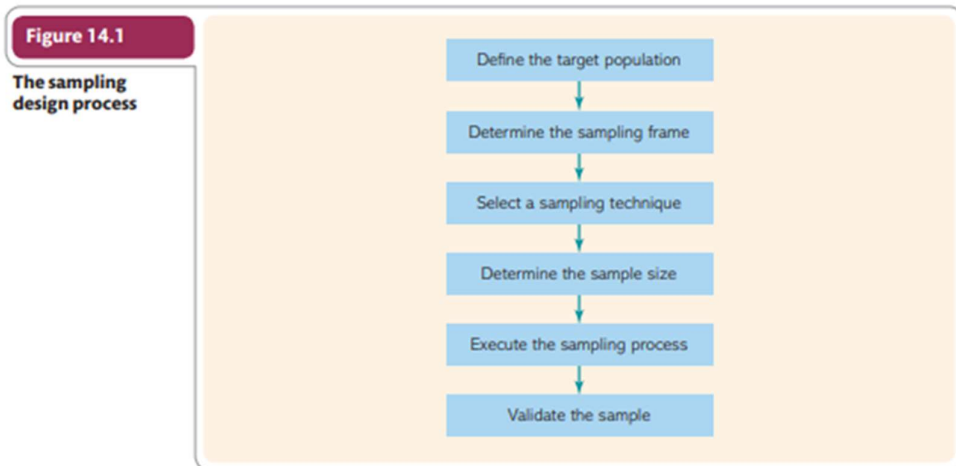 Figure 14.1
The sampling
design process
Define the target population
Determine the sampling frame
Select a sampling technique
Determine the sample size
Execute the sampling process
Validate the sample